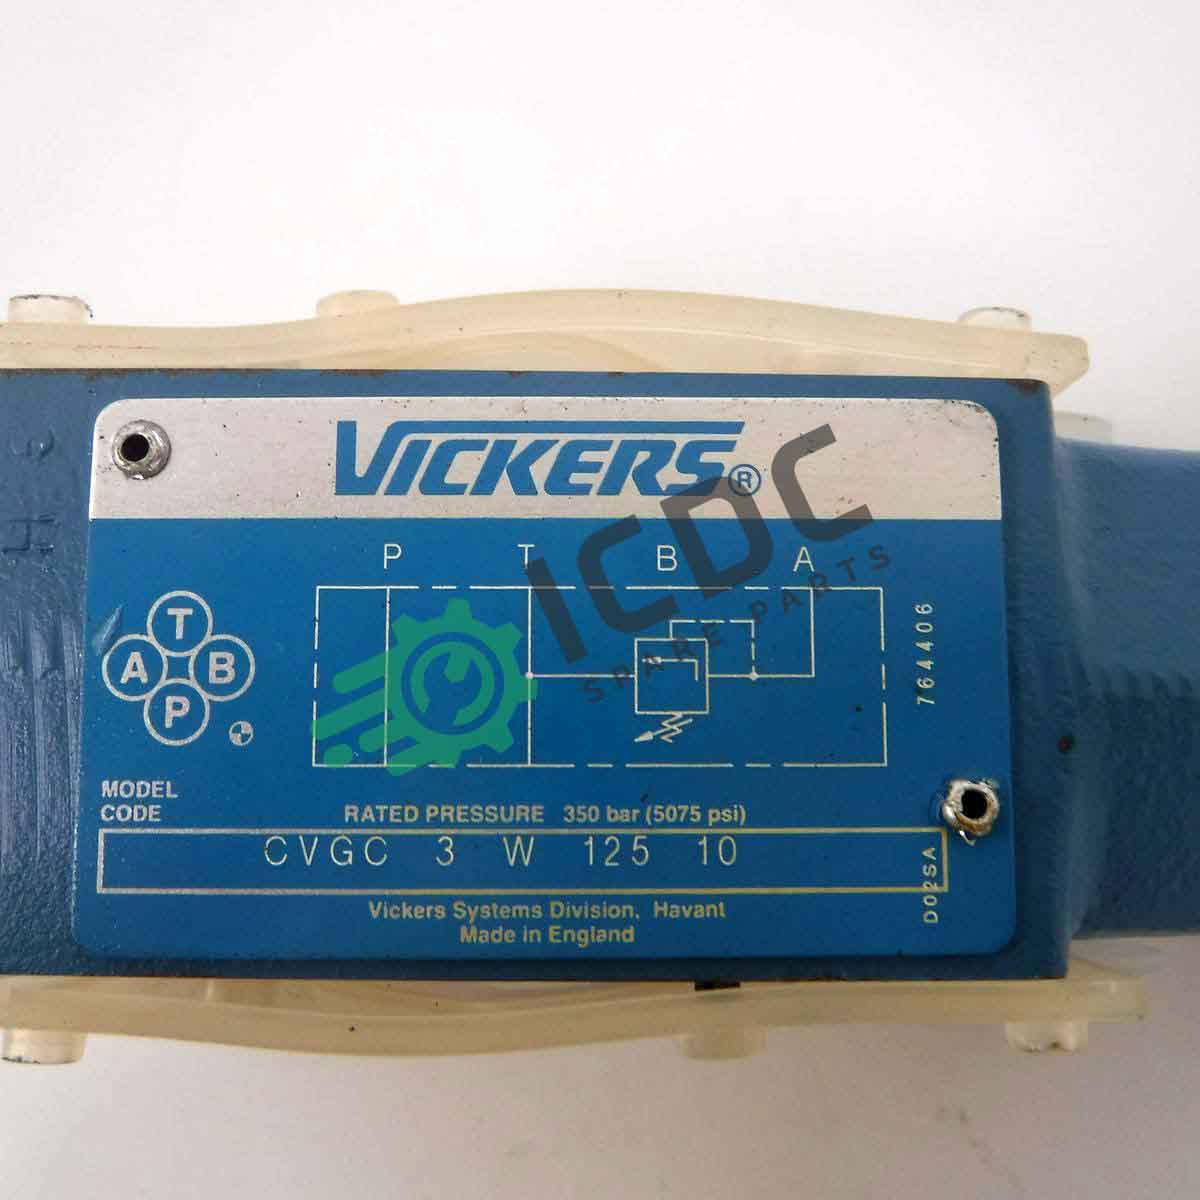 VICKERS®
P T B A
T
A B
P
764406
MODEL
CODE
RATED PRESSURE 350 bar (5075 psi)
CVGC 3 W 125 10
D02SA
Vickers Systems Division, Havant
Made in England
ICDC
SPARE PARTS